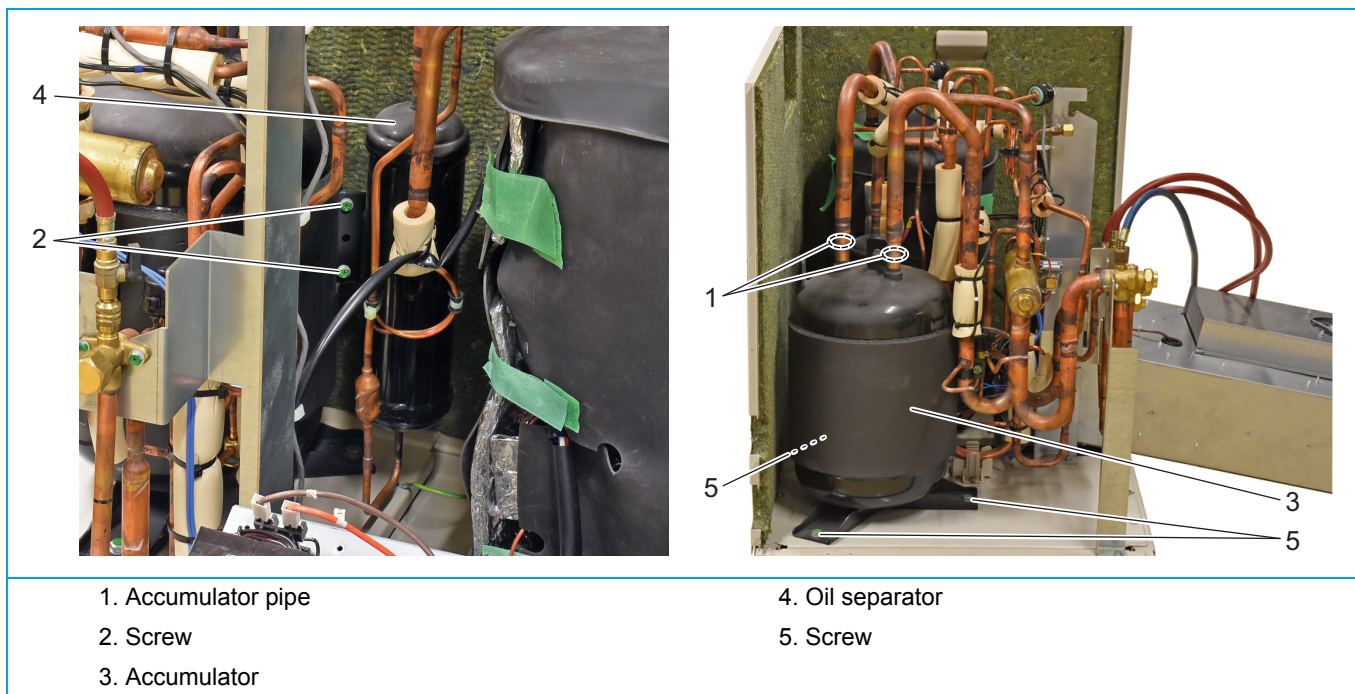 4
2
1
5
3
5
1. Accumulator pipe
2. Screw
3. Accumulator
4. Oil separator
5. Screw